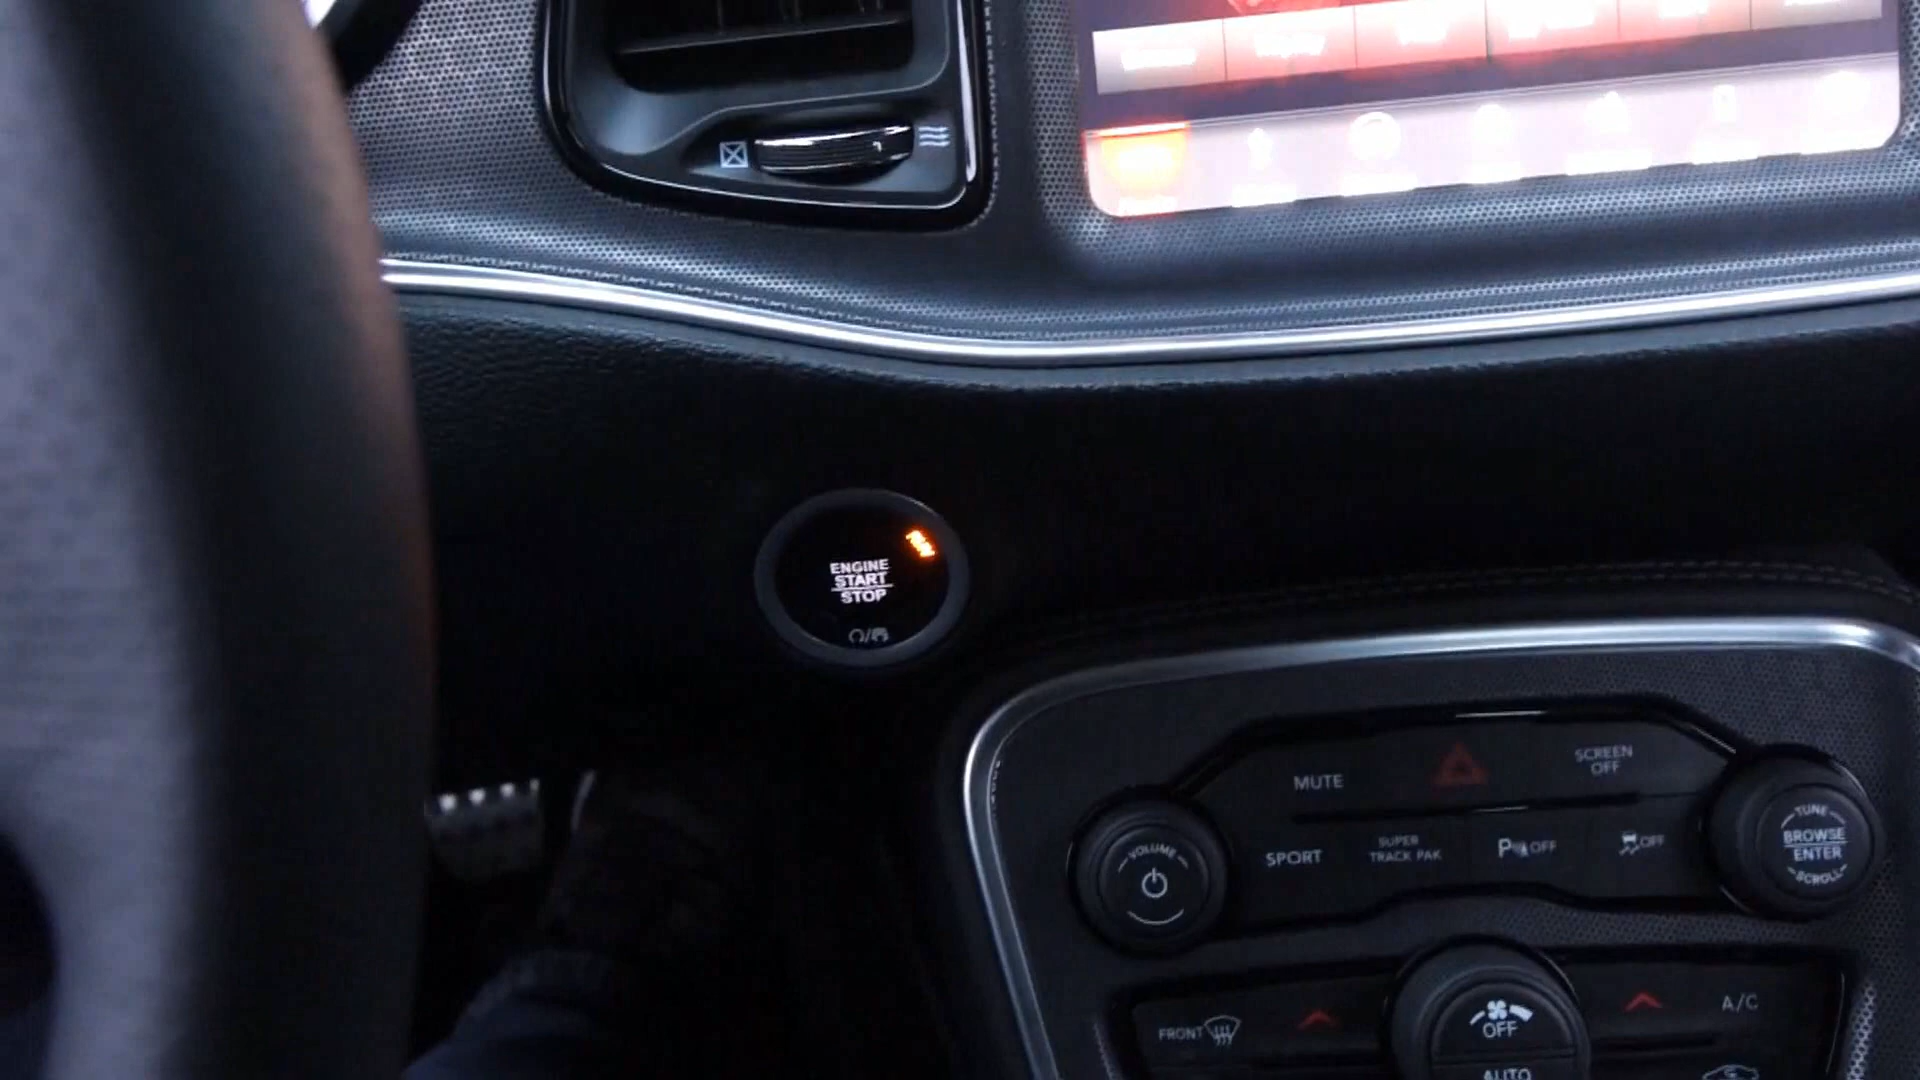 ENGINE
START
STOP
MUTE
SCREEN
OFF
SPORT
SUPER
TRACK PAK
P OFF
OFF
VOLUME
TUNE
BROWSE
ENTER
SCROLL
FRONT
OFF
A/C
AUTO